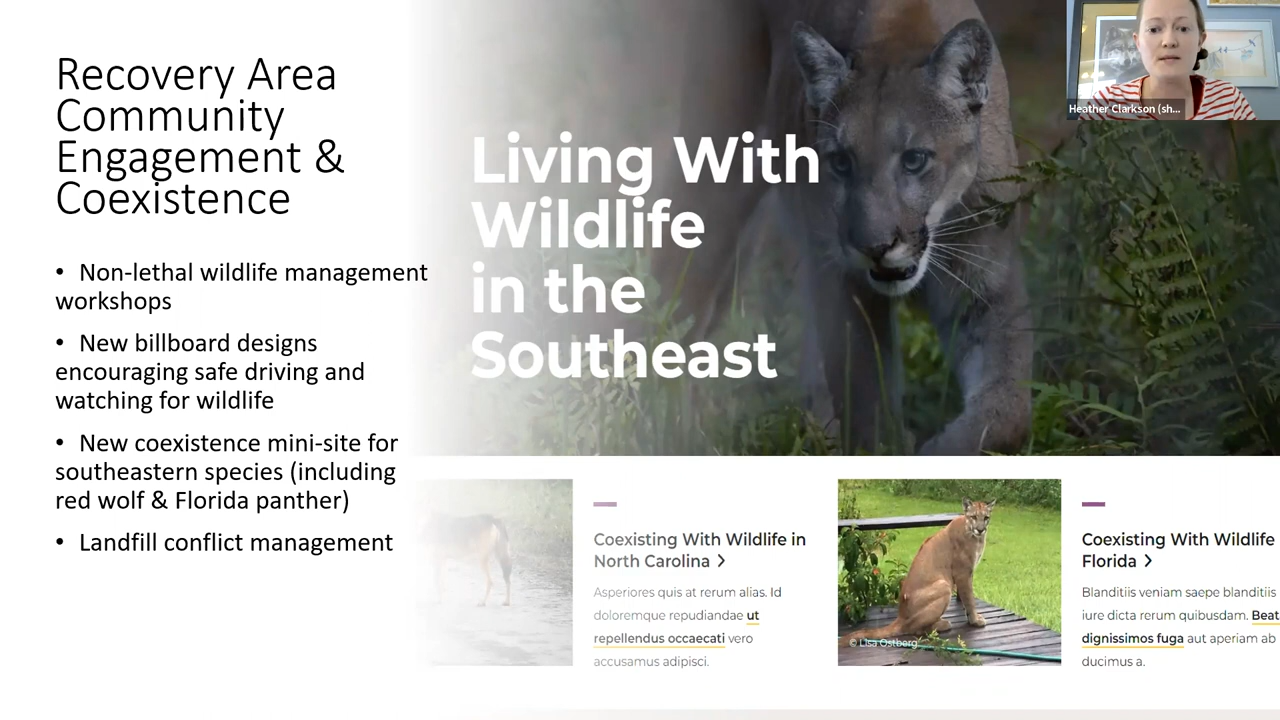 Recovery Area
Community
Engagement &
Coexistence
• Non-lethal wildlife management
workshops
• New billboard designs
encouraging safe driving and
watching for wildlife
• New coexistence mini-site for
southeastern species (including
red wolf & Florida panther)
• Landfill conflict management
Living With
Wildlife
in the
Southeast
Heather Clarkson (sh...
Coexisting With Wildlife in
North Carolina >
Asperiores quis at rerum alias. Id
doloremque repudiandae ut
repellendus occaecati vero
accusamus adipisci.
© Lisa Ostberg
Coexisting With Wildlife
Florida >
Blanditiis veniam saepe blanditiis
iure dicta rerum quibusdam. Beat
dignissimos fuga aut aperiam ab
ducimus a.